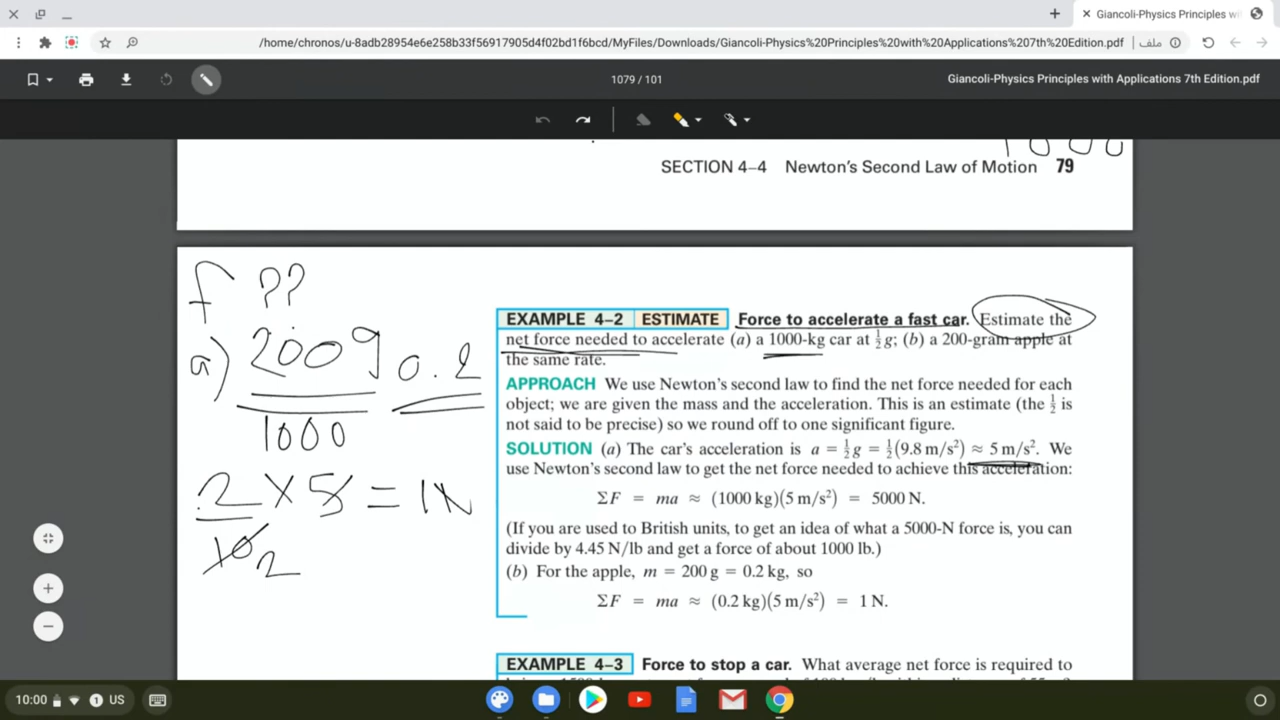 Giancoli-Physics Principles wi
/home/chronos/u-8adb28954e6e258b33f56917905d4f02bd1f6bcd/MyFiles/Downloads/Giancoli-Physics%20Principles%20with%20Applications%207th%20Edition.pdf | ملف
1079 / 101
Giancoli-Physics Principles with Applications 7th Edition.pdf
SECTION 4–4 Newton's Second Law of Motion 79
f ??
a) 200g 0.2
1000
2 × 5 = 1N
10 2
EXAMPLE 4–2 ESTIMATE Force to accelerate a fast car. Estimate the
net force needed to accelerate (a) a 1000-kg car at ½g; (b) a 200-gram apple at
the same rate.
APPROACH We use Newton's second law to find the net force needed for each
object; we are given the mass and the acceleration. This is an estimate (the ½ is
not said to be precise) so we round off to one significant figure.
SOLUTION (a) The car's acceleration is a = ½g = ½(9.8 m/s²) ≈ 5 m/s². We
use Newton's second law to get the net force needed to achieve this acceleration:
ΣF = ma ≈ (1000 kg)(5 m/s²) = 5000 N.
(If you are used to British units, to get an idea of what a 5000-N force is, you can
divide by 4.45 N/lb and get a force of about 1000 lb.)
(b) For the apple, m = 200 g = 0.2 kg, so
ΣF = ma ≈ (0.2 kg)(5 m/s²) = 1 N.
EXAMPLE 4–3 Force to stop a car. What average net force is required to
10:00 1 US